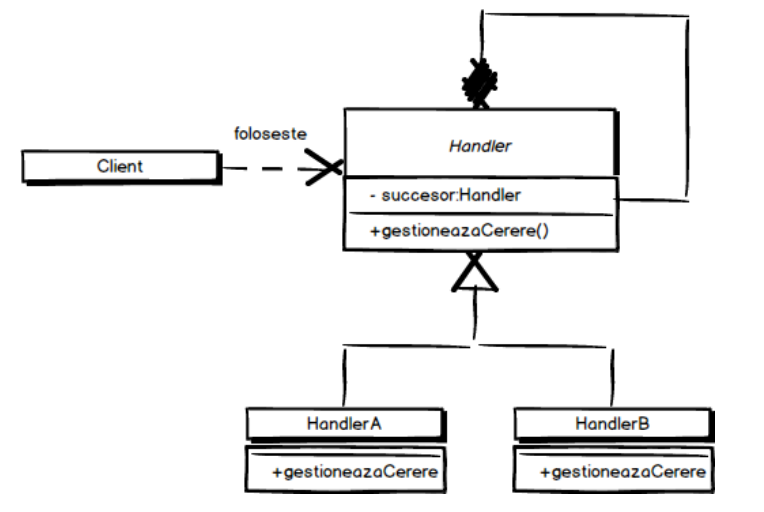 foloseste
Client
Handler
- succesor:Handler
+gestioneazaCerere()
HandlerA
+gestioneazaCerere
HandlerB
+gestioneazaCerere